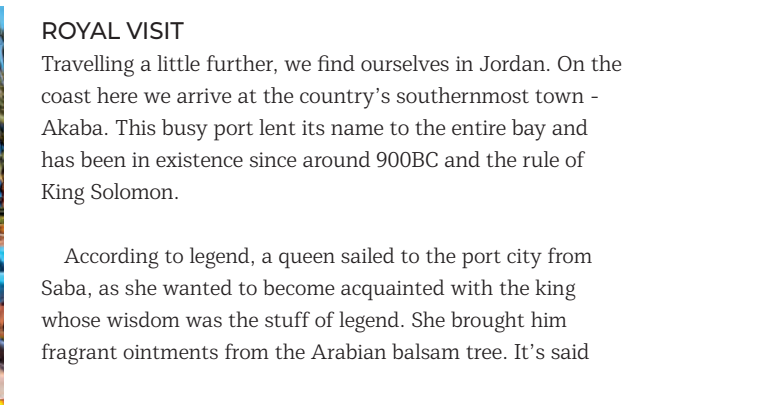 ROYAL VISIT
Travelling a little further, we find ourselves in Jordan. On the
coast here we arrive at the country’s southernmost town -
Akaba. This busy port lent its name to the entire bay and
has been in existence since around 900BC and the rule of
King Solomon.
According to legend, a queen sailed to the port city from
Saba, as she wanted to become acquainted with the king
whose wisdom was the stuff of legend. She brought him
fragrant ointments from the Arabian balsam tree. It’s said